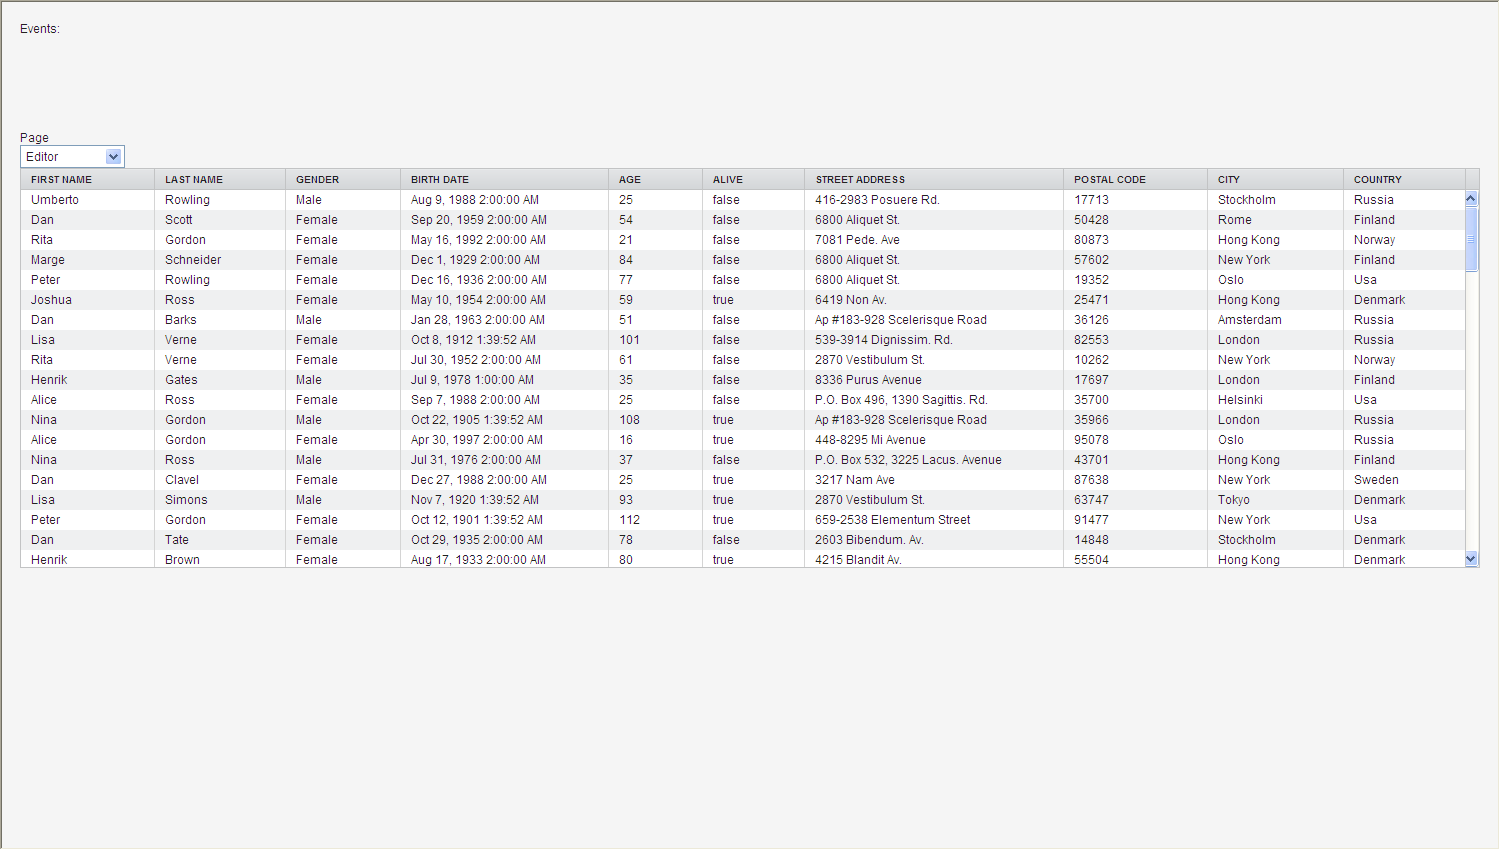 Events:
Page
Editor
FIRST NAME LAST NAME GENDER BIRTH DATE AGE ALIVE STREET ADDRESS POSTAL CODE CITY COUNTRY
Umberto Rowling Male Aug 9, 1988 2:00:00 AM 25 false 416-2983 Posuere Rd. 17713 Stockholm Russia
Dan Scott Female Sep 20, 1959 2:00:00 AM 54 false 6800 Aliquet St. 50428 Rome Finland
Rita Gordon Female May 16, 1992 2:00:00 AM 21 false 7081 Pede. Ave 80873 Hong Kong Norway
Marge Schneider Female Dec 1, 1929 2:00:00 AM 84 false 6800 Aliquet St. 57602 New York Finland
Peter Rowling Female Dec 16, 1936 2:00:00 AM 77 false 6800 Aliquet St. 19352 Oslo Usa
Joshua Ross Female May 10, 1954 2:00:00 AM 59 true 6419 Non Av. 25471 Hong Kong Denmark
Dan Barks Male Jan 28, 1963 2:00:00 AM 51 false Ap #183-928 Scelerisque Road 36126 Amsterdam Russia
Lisa Verne Female Oct 8, 1912 1:39:52 AM 101 false 539-3914 Dignissim. Rd. 82553 London Russia
Rita Verne Female Jul 30, 1952 2:00:00 AM 61 false 2870 Vestibulum St. 10262 New York Norway
Henrik Gates Male Jul 9, 1978 1:00:00 AM 35 false 8336 Purus Avenue 17697 London Finland
Alice Ross Female Sep 7, 1988 2:00:00 AM 25 false P.O. Box 496, 1390 Sagittis. Rd. 35700 Helsinki Usa
Nina Gordon Male Oct 22, 1905 1:39:52 AM 108 true Ap #183-928 Scelerisque Road 35966 London Russia
Alice Gordon Female Apr 30, 1997 2:00:00 AM 16 true 448-8295 Mi Avenue 95078 Oslo Russia
Nina Ross Male Jul 31, 1976 2:00:00 AM 37 false P.O. Box 532, 3225 Lacus. Avenue 43701 Hong Kong Finland
Dan Clavel Female Dec 27, 1988 2:00:00 AM 25 true 3217 Nam Ave 87638 New York Sweden
Lisa Simons Male Nov 7, 1920 1:39:52 AM 93 true 2870 Vestibulum St. 63747 Tokyo Denmark
Peter Gordon Female Oct 12, 1901 1:39:52 AM 112 true 659-2538 Elementum Street 91477 New York Usa
Dan Tate Female Oct 29, 1935 2:00:00 AM 78 false 2603 Bibendum. Av. 14848 Stockholm Denmark
Henrik Brown Female Aug 17, 1933 2:00:00 AM 80 true 4215 Blandit Av. 55504 Hong Kong Denmark